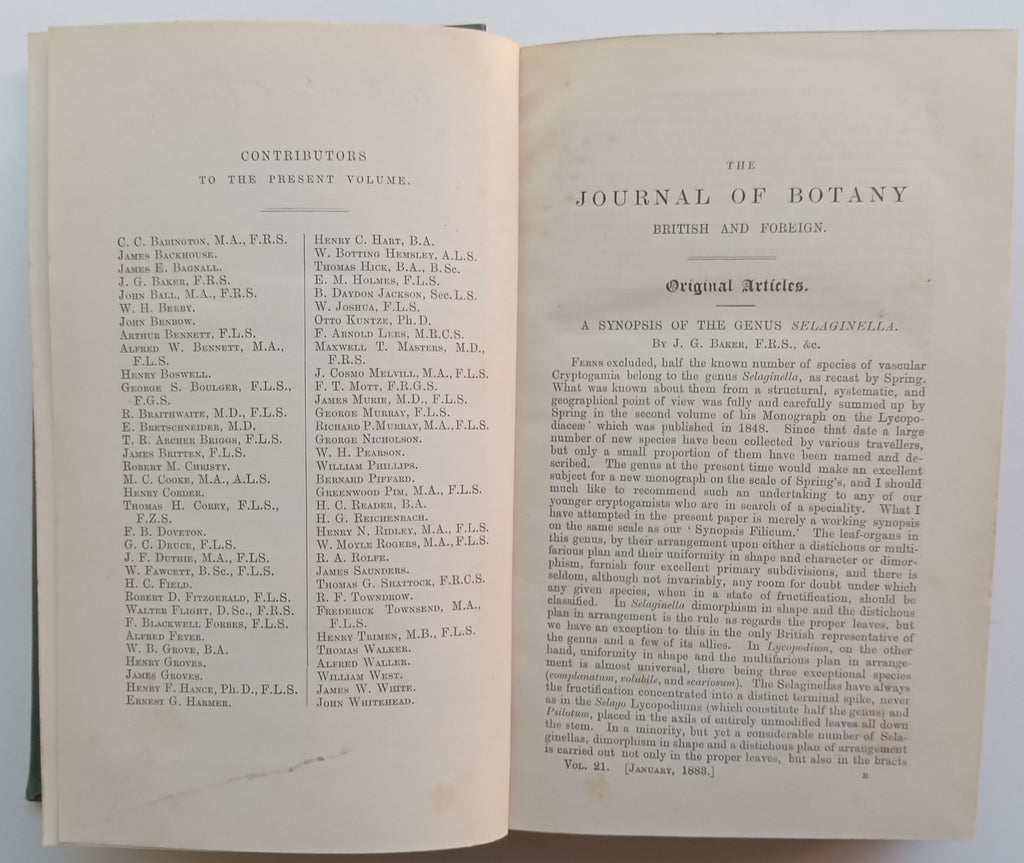 CONTRIBUTORS
TO THE PRESENT VOLUME.
C. C. BABINGTON, M.A., F.R.S.
JAMES BACKHOUSE.
JAMES E. BAGNALL.
J. G. BAKER, F.R.S.
JOHN BALL, M.A., F.R.S.
W. H. BEEBY.
JOHN BENBOW.
ARTHUR BENNETT, F.L.S.
ALFRED W. BENNETT, M.A.,
F.L.S.
HENRY BOSWELL.
GEORGE S. BOULGER, F.L.S.,
F.G.S.
R. BRAITHWAITE, M.D., F.L.S.
E. BRETSCHNEIDER, M.D.
T. R. ARCHER BRIGGS, F.L.S.
JAMES BRITTEN, F.L.S.
ROBERT M. CHRISTY.
M. C. COOKE, M.A., A.L.S.
HENRY CORDER.
THOMAS H. CORRY, F.L.S.,
F.Z.S.
F. B. DOVETON.
G. C. DRUCE, F.L.S.
J. F. DUTHIE, M.A., F.LS.
W. FAWCETT, B. Sc., F.L.S.
H. C. FIELD.
ROBERT D. FITZGERALD, F.L.S.
WALTER FLIGHT, D. Sc., F.R.S.
F. BLACKWELL FORBES, F.L.S.
ALFRED FRYER.
W. B. GROVE, B.A.
HENRY GROVES.
JAMES GROVES.
HENRY F. HANCE, Ph. D., F.L.S.
ERNEST G. HARMER.
HENRY C. HART, B.A.
W. BOTTING HEMSLEY, A.L.S.
THOMAS HICK, B.A., B. Sc.
E. M. HOLMES, F.L.S.
B. DAYDON JACKSON, Sec. L.S.
W. JOSHUA, F.L.S.
OTTO KUNTZE, Ph. D.
F. ARNOLD LEES, M.R.C.S.
MAXWELL T. MASTERS, M.D.,
F.R.S.
J. COSMO MELVILL, M.A., F.L.S.
F. T. MOTT, F.R.G.S.
JAMES MURIE, M.D., F.L.S.
GEORGE MURRAY, F.L.S.
RICHARD P. MURRAY, M.A., F.L.S.
GEORGE NICHOLSON.
W. H. PEARSON.
WILLIAM PHILLIPS.
BERNARD PIFFARD.
GREENWOOD PIM, M.A., F.L.S.
H. C. READER, B.A.
H. G. REICHENBACH.
HENRY N. RIDLEY, M.A., F.L.S.
W. MOYLE ROGERS, M.A., F.L.S.
R. A. ROLFE.
JAMES SAUNDERS.
THOMAS G. SHATTOCK, F.R.C.S.
R. F. TOWNDROW.
FREDERICK TOWNSEND, M.A.,
F.L.S.
HENRY TRIMEN, M.B., F.L.S.
THOMAS WALKER.
ALFRED WALLER.
WILLIAM WEST.
JAMES W. WHITE.
JOHN WHITEHEAD.
THE
JOURNAL OF BOTANY
BRITISH AND FOREIGN.
Original Articles.
A SYNOPSIS OF THE GENUS SELAGINELLA.
BY J. G. BAKER, F.R.S., &c.
FERNS excluded, half the known number of species of vascular
Cryptogamia belong to the genus Selaginella, as recast by Spring.
What was known about them from a structural, systematic, and
geographical point of view was fully and carefully summed up by
Spring in the second volume of his Monograph on the Lycopo-
diaceæ' which was published in 1848. Since that date a large
number of new species have been collected by various travellers,
but only a small proportion of them have been named and de-
scribed. The genus at the present time would make an excellent
subject for a new monograph on the scale of Spring's, and I should
much like to recommend such an undertaking to any of our
younger cryptogamists who are in search of a speciality. What I
have attempted in the present paper is merely a working synopsis
on the same scale as our 'Synopsis Filicum.' The leaf-organs in
this genus, by their arrangement upon either a distichous or multi-
farious plan and their uniformity in shape and character or dimor-
phism, furnish four excellent primary subdivisions, and there is
seldom, although not invariably, any room for doubt under which
any given species, when in a state of fructification, should be
classified. In Selaginella dimorphism in shape and the distichous
plan in arrangement is the rule as regards the proper leaves, but
we have an exception to this in the only British representative of
the genus and a few of its allies. In Lycopodium, on the other
hand, uniformity in shape and the multifarious plan in arrange-
ment is almost universal, there being three exceptional species
(complanatum, volubile, and scariosum). The Selaginellas have always
the fructification concentrated into a distinct terminal spike, never
as in the Selago Lycopodiums (which constitute half the genus) and
Psilotum, placed in the axils of entirely unmodified leaves all down
the stem. In a minority, but yet a considerable number of Sela-
ginellas, dimorphism in shape and a distichous plan of arrangement
is carried out not only in the proper leaves, but also in the bracts
VOL. 21. [JANUARY, 1883.] B